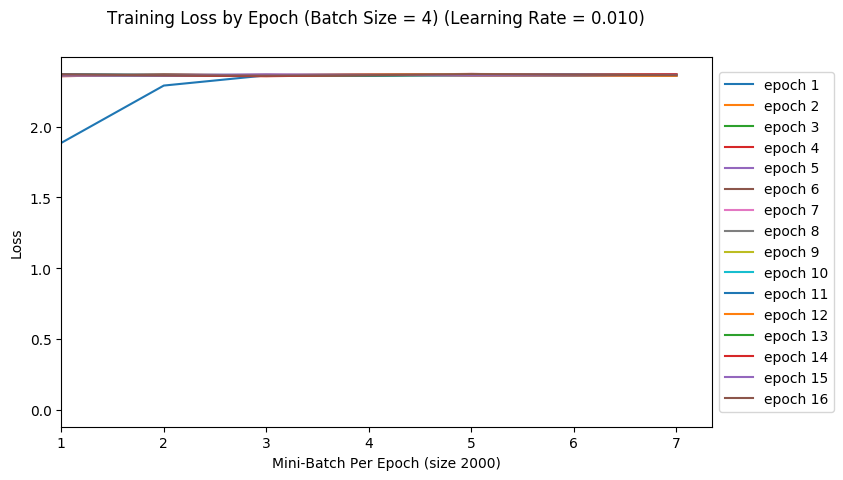 Training Loss by Epoch (Batch Size = 4) (Learning Rate = 0.010)
Loss
2.0
1.5
1.0
0.5
0.0
1 2 3 4 5 6 7
Mini-Batch Per Epoch (size 2000)
epoch 1
epoch 2
epoch 3
epoch 4
epoch 5
epoch 6
epoch 7
epoch 8
epoch 9
epoch 10
epoch 11
epoch 12
epoch 13
epoch 14
epoch 15
epoch 16